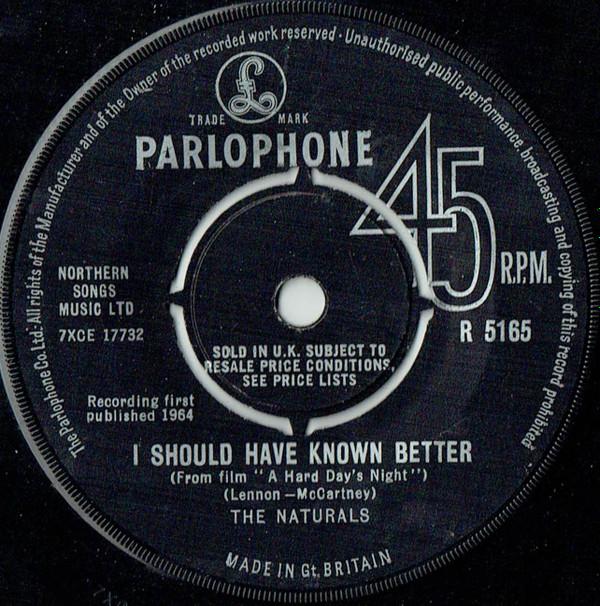 The Parlophone Co. Ltd. All rights of the Manufacturer and of the Owner of the recorded work reserved · Unauthorised public performance, broadcasting and copying of this record prohibited
£
TRADE MARK
PARLOPHONE
45
R.P.M.
NORTHERN
SONGS
MUSIC LTD
7XCE 17732
R 5165
SOLD IN U.K. SUBJECT TO
RESALE PRICE CONDITIONS,
SEE PRICE LISTS
Recording first
published 1964
I SHOULD HAVE KNOWN BETTER
(From film "A Hard Day's Night")
(Lennon—McCartney)
THE NATURALS
MADE IN Gt. BRITAIN